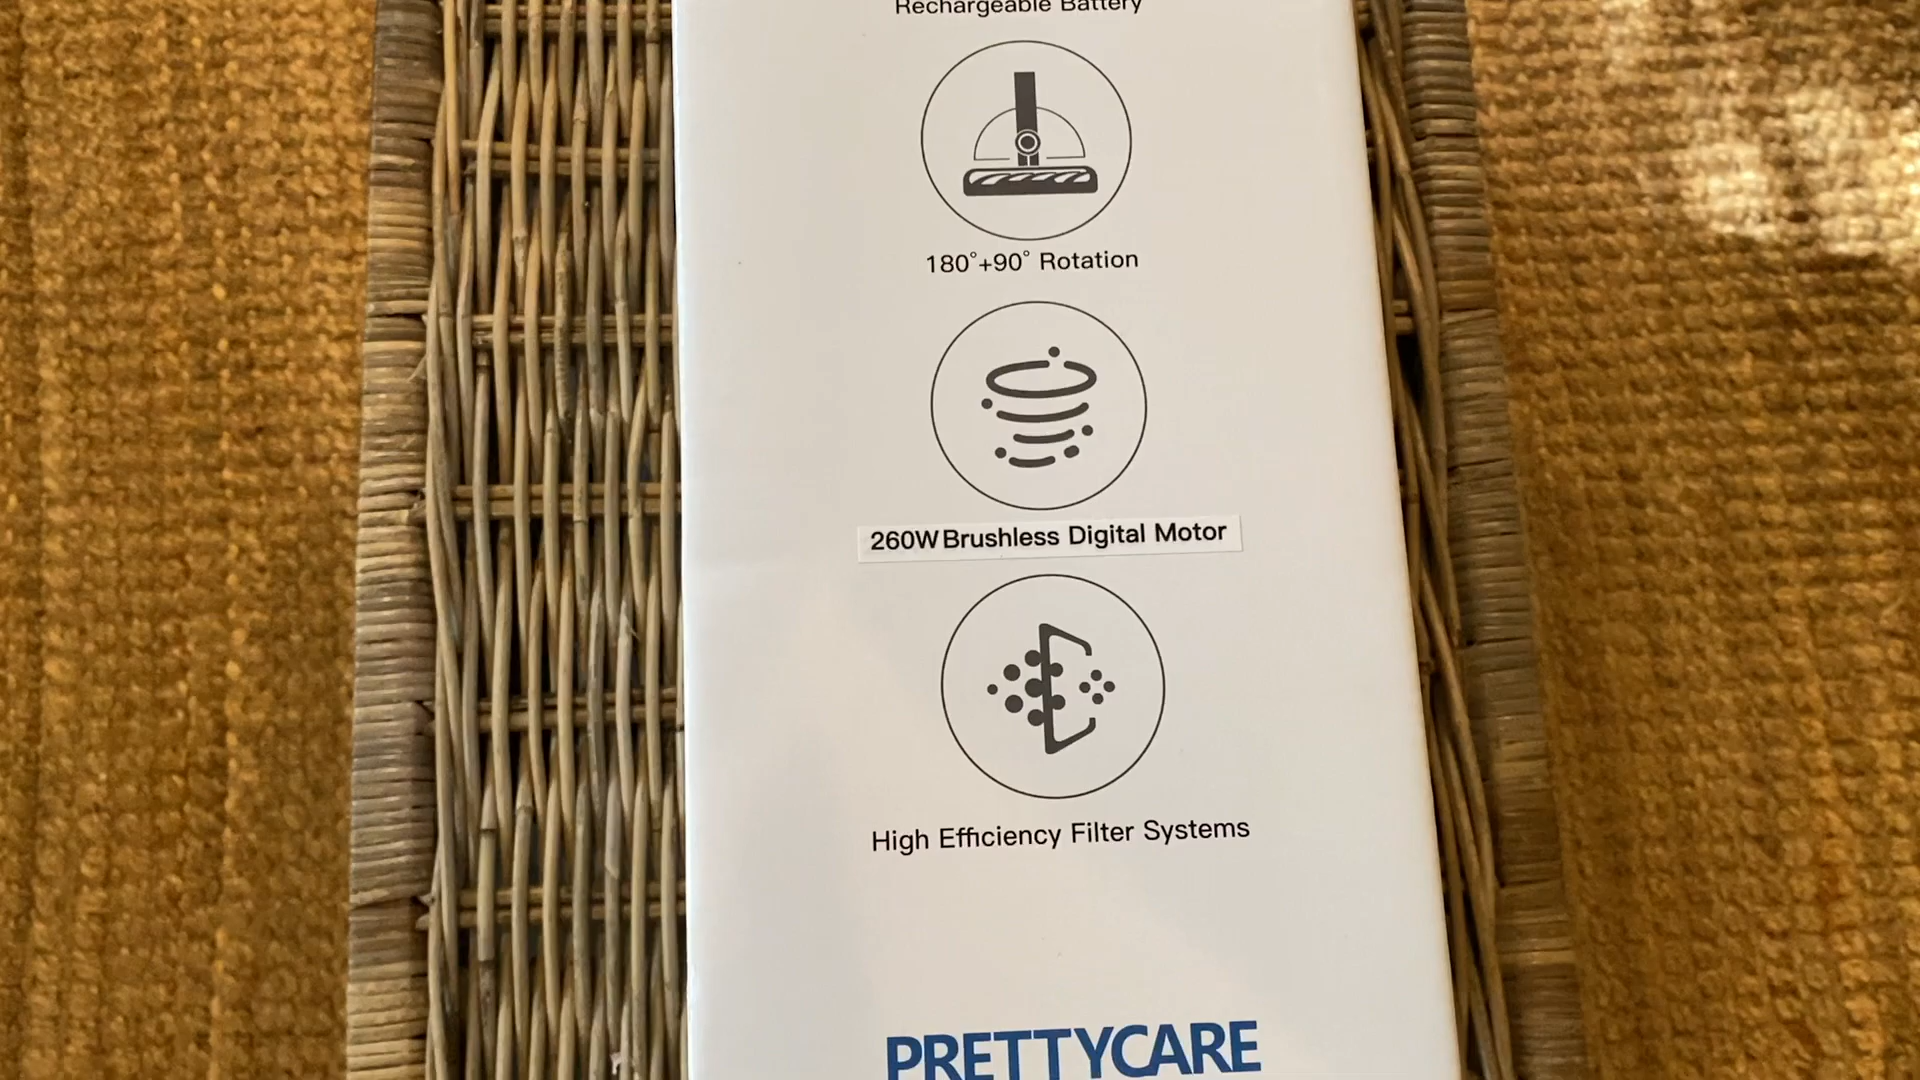 Rechargeable Battery
180°+90° Rotation
260W Brushless Digital Motor
High Efficiency Filter Systems
PRETTYCARE